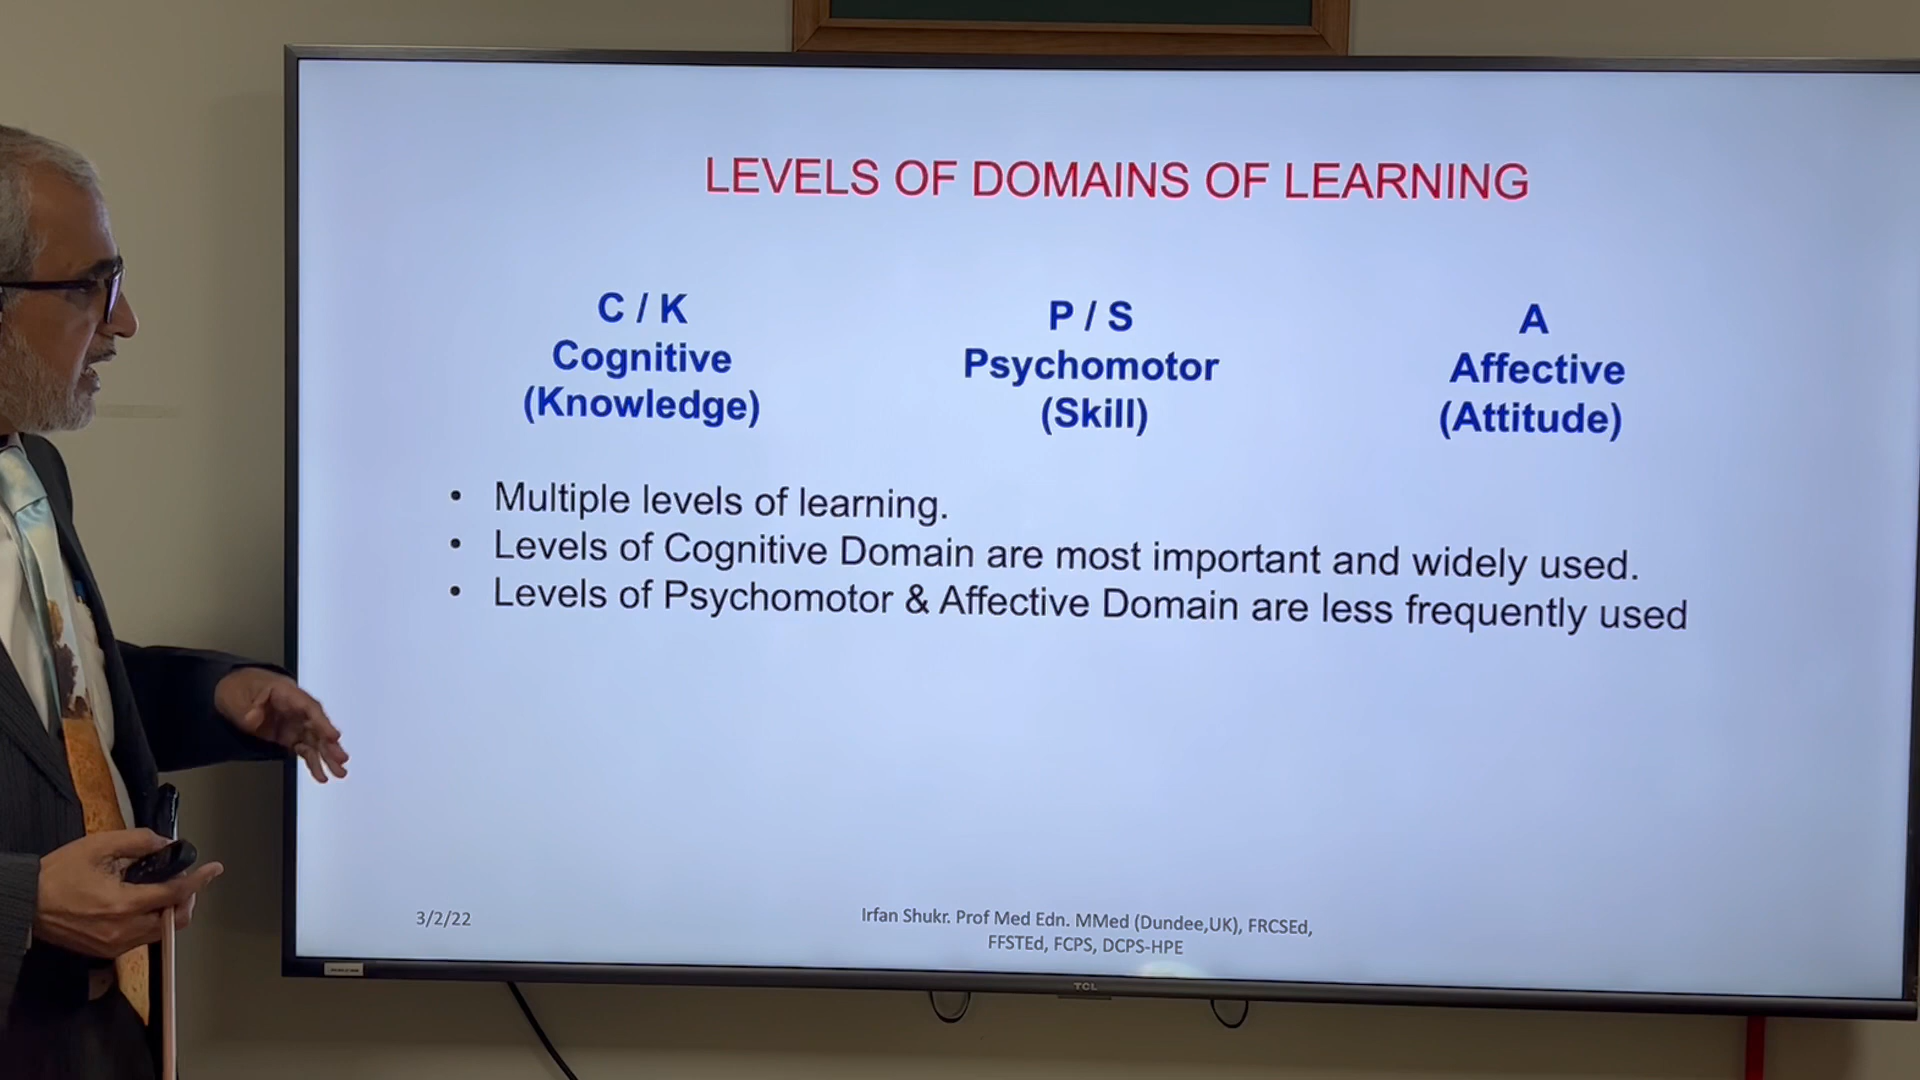 LEVELS OF DOMAINS OF LEARNING
C / K
Cognitive
(Knowledge)
P / S
Psychomotor
(Skill)
A
Affective
(Attitude)
• Multiple levels of learning.
• Levels of Cognitive Domain are most important and widely used.
• Levels of Psychomotor & Affective Domain are less frequently used
3/2/22
Irfan Shukr. Prof Med Edn. MMed (Dundee,UK), FRCSEd,
FFSTEd, FCPS, DCPS-HPE
TCL